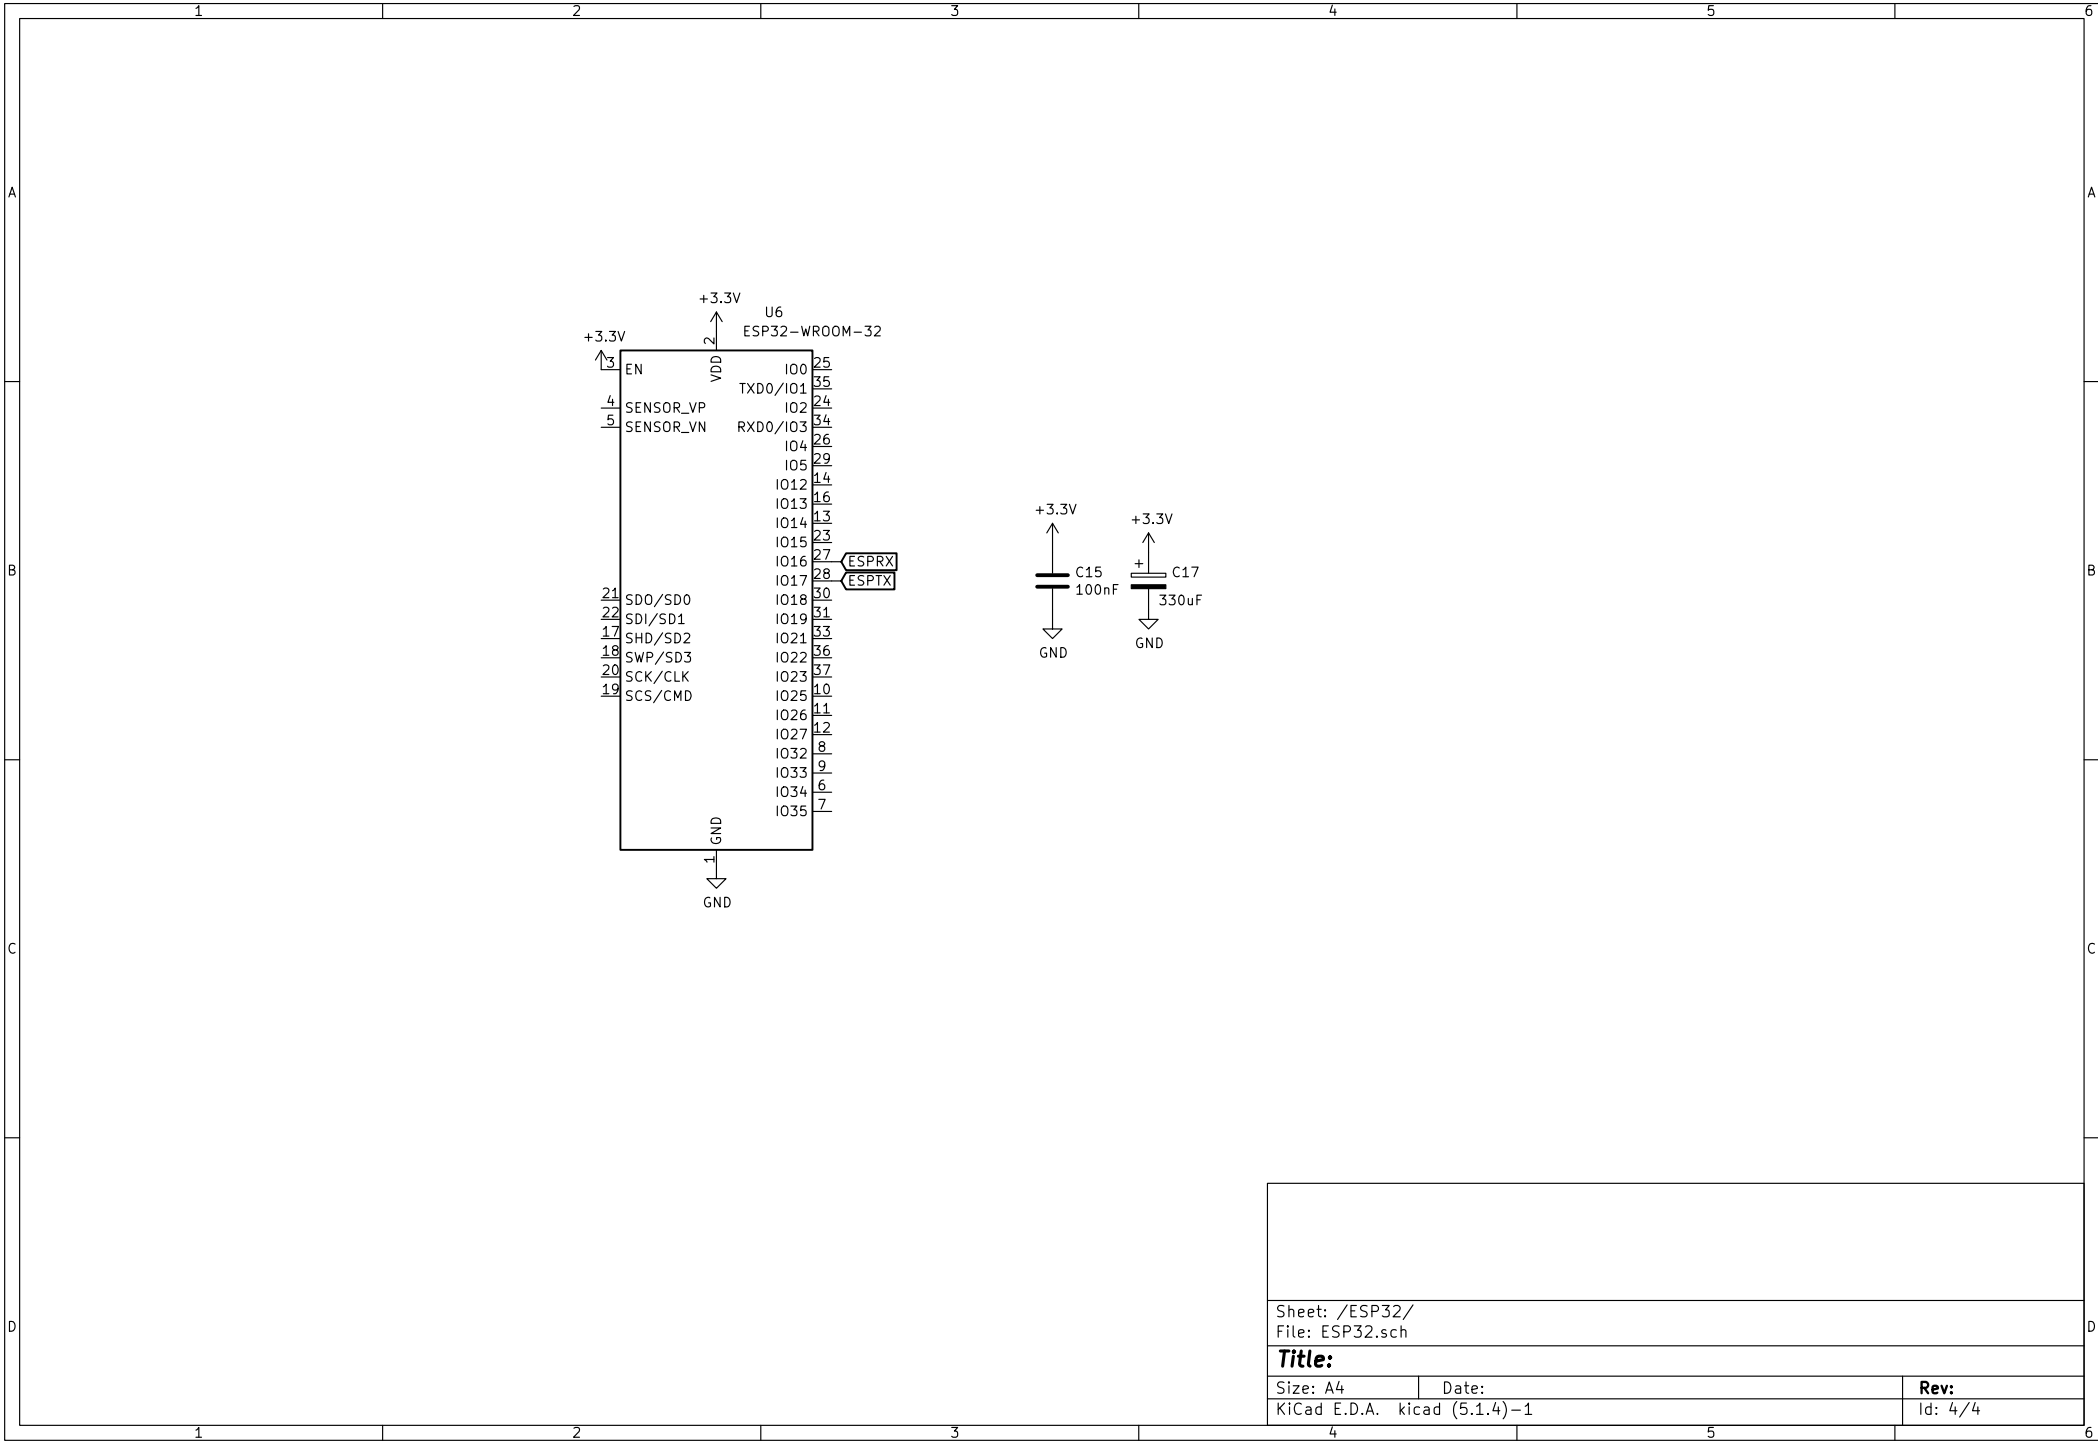 1 2 3 4 5 6
A A
+3.3V
U6
ESP32-WROOM-32
+3.3V
2
VDD
3 EN IO0 25
TXD0/IO1 35
4 SENSOR_VP IO2 24
5 SENSOR_VN RXD0/IO3 34
IO4 26
IO5 29
IO12 14
IO13 16
+3.3V
+3.3V
IO14 13
IO15 23
IO16 27 ESPRX
B + C15 C17 B
IO17 28 ESPTX
100nF
21 SDO/SD0 IO18 30
330uF
22 SDI/SD1 IO19 31
17 SHD/SD2 IO21 33
GND
GND
18 SWP/SD3 IO22 36
20 SCK/CLK IO23 37
19 SCS/CMD IO25 10
IO26 11
IO27 12
IO32 8
IO33 9
IO34 6
IO35 7
GND
1
GND
C C
Sheet: /ESP32/
File: ESP32.sch
D D
Title:
Size: A4 Date: Rev:
KiCad E.D.A. kicad (5.1.4)-1 Id: 4/4
1 2 3 4 5 6